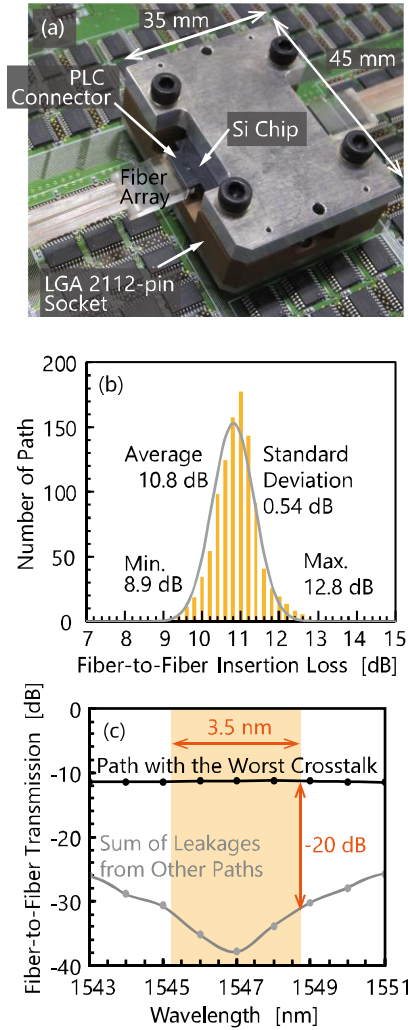 (a)
35 mm
45 mm
PLC
Connector
Si Chip
Fiber
Array
LGA 2112-pin
Socket
(b)
Number of Path
200
150
100
50
0
Average
10.8 dB
Standard
Deviation
0.54 dB
Min.
8.9 dB
Max.
12.8 dB
7 8 9 10 11 12 13 14 15
Fiber-to-Fiber Insertion Loss [dB]
(c)
Fiber-to-Fiber Transmission [dB]
0
-10
-20
-30
-40
3.5 nm
Path with the Worst Crosstalk
Sum of Leakages
from Other Paths
-20 dB
1543 1545 1547 1549 1551
Wavelength [nm]